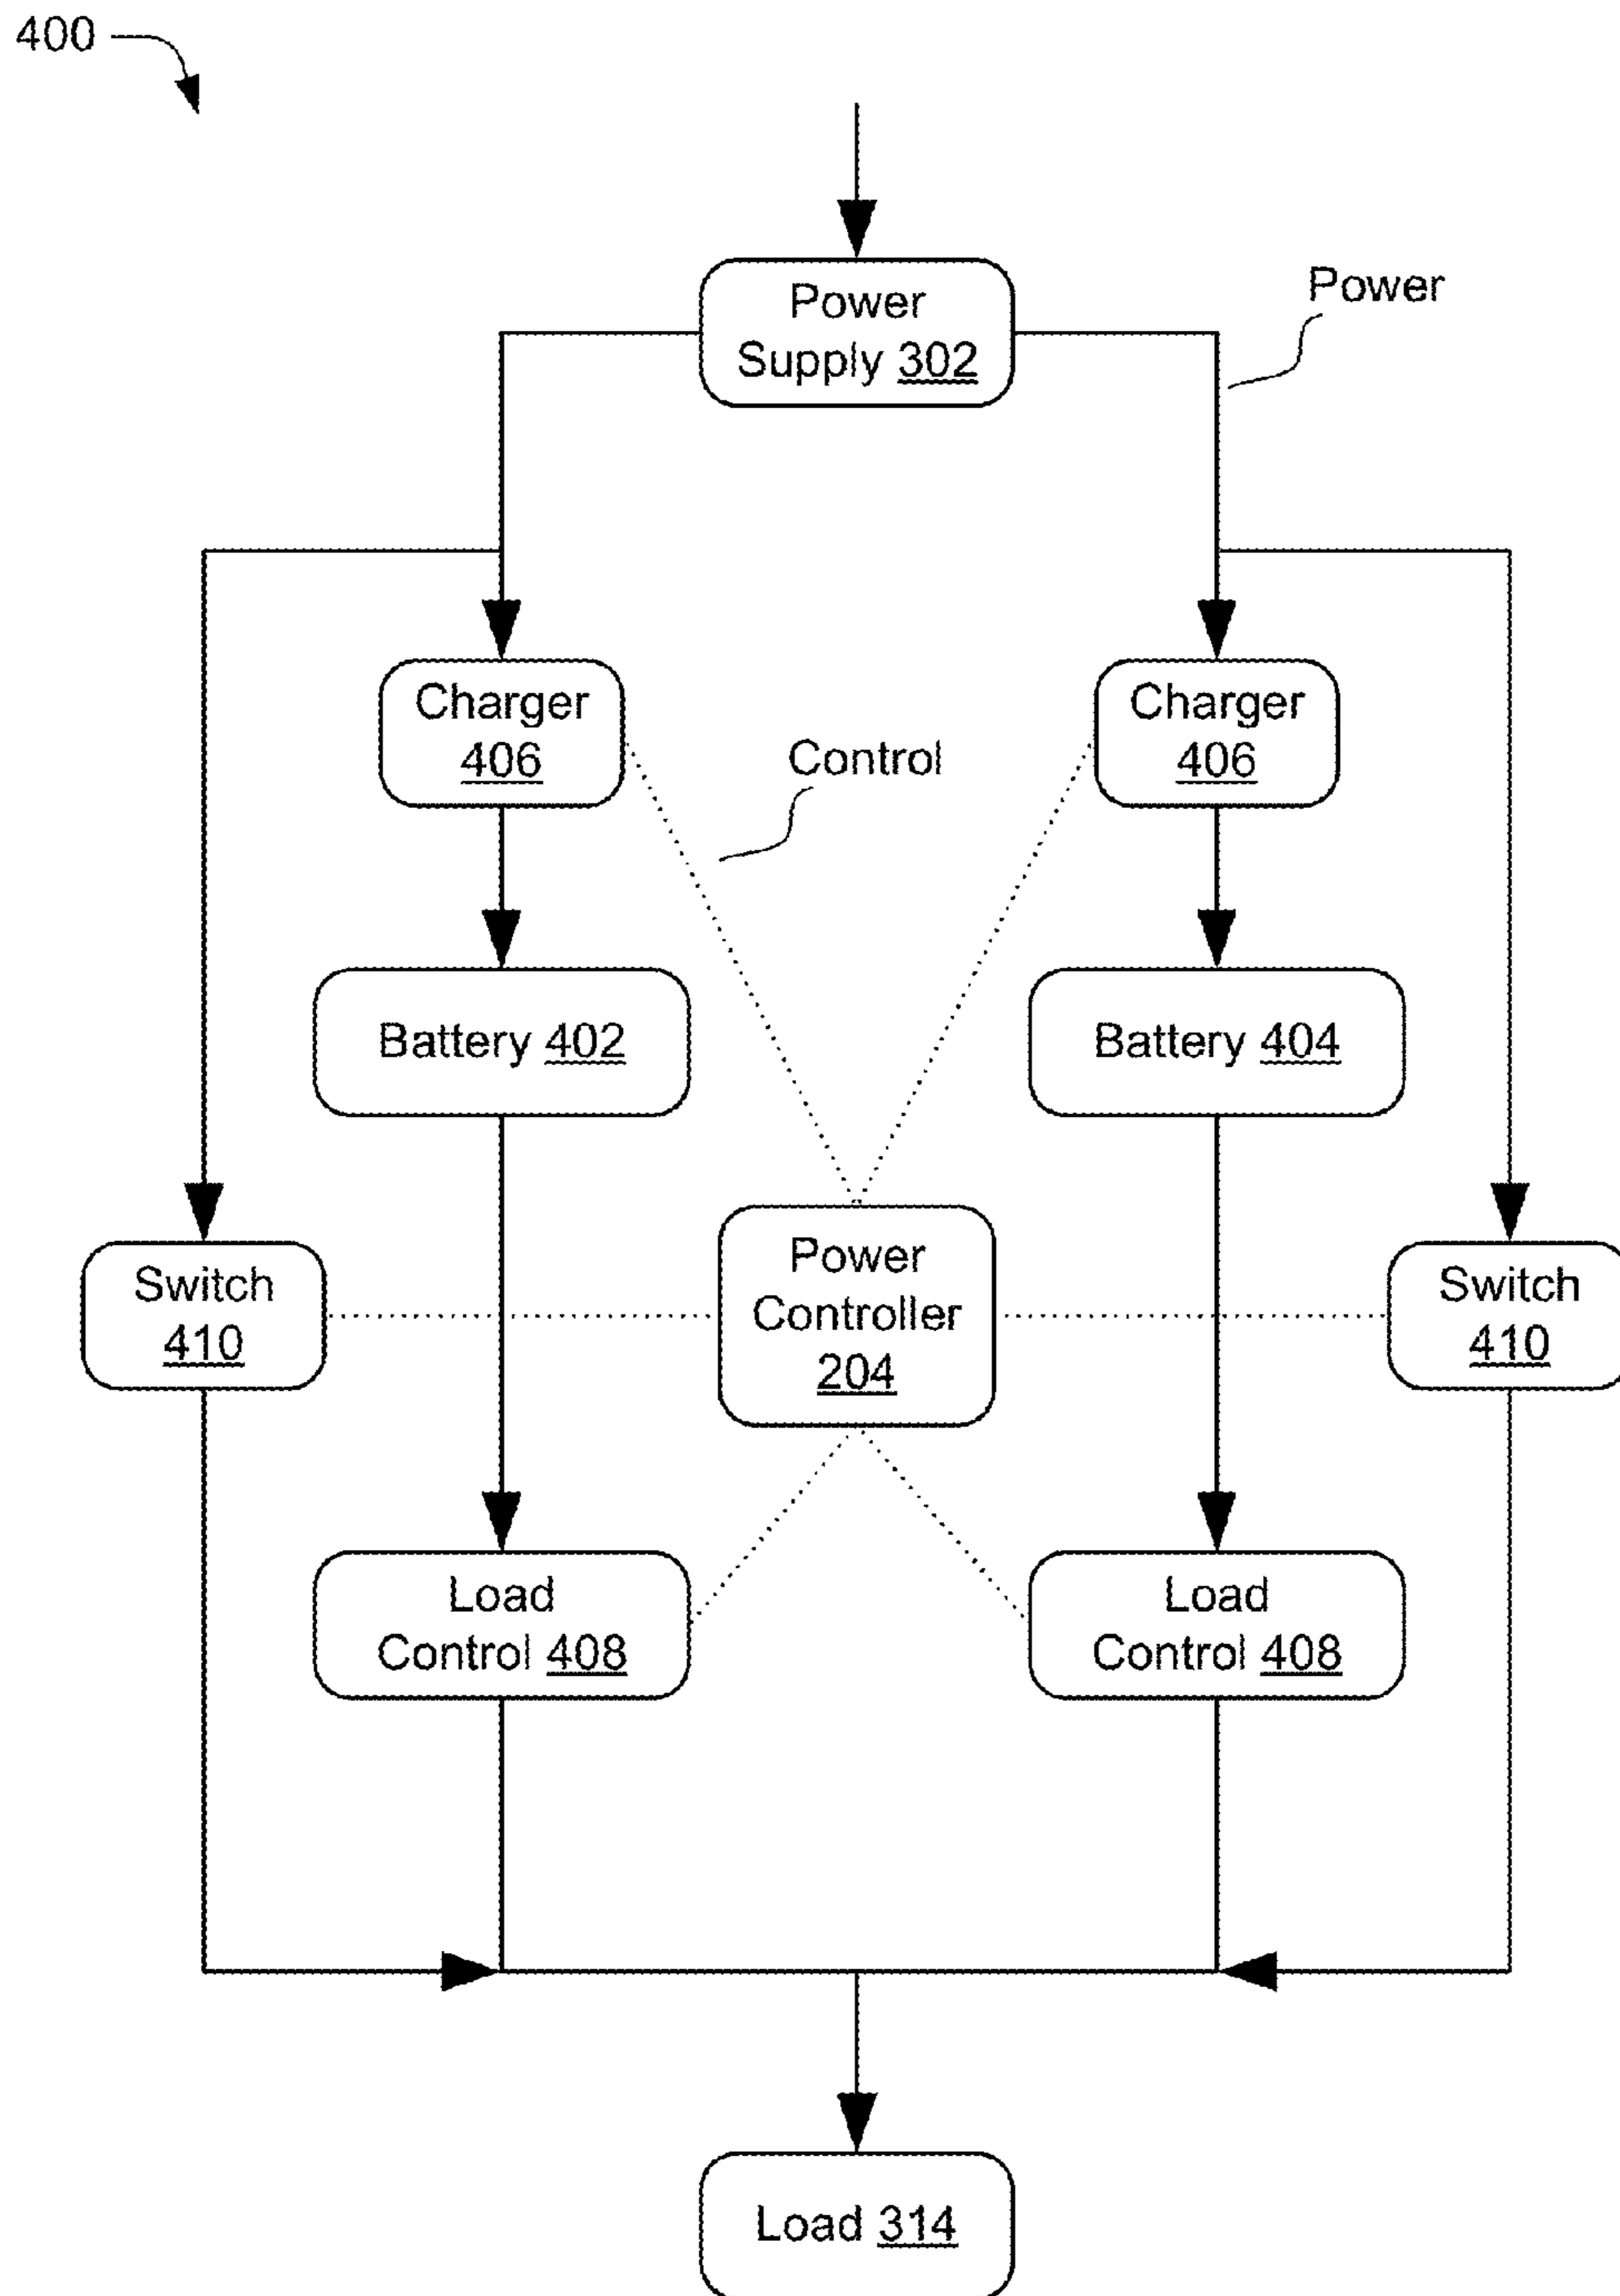 400
Power
Supply 302
Power
Charger
406
Control
Charger
406
Battery 402
Battery 404
Switch
410
Power
Controller
204
Switch
410
Load
Control 408
Load
Control 408
Load 314